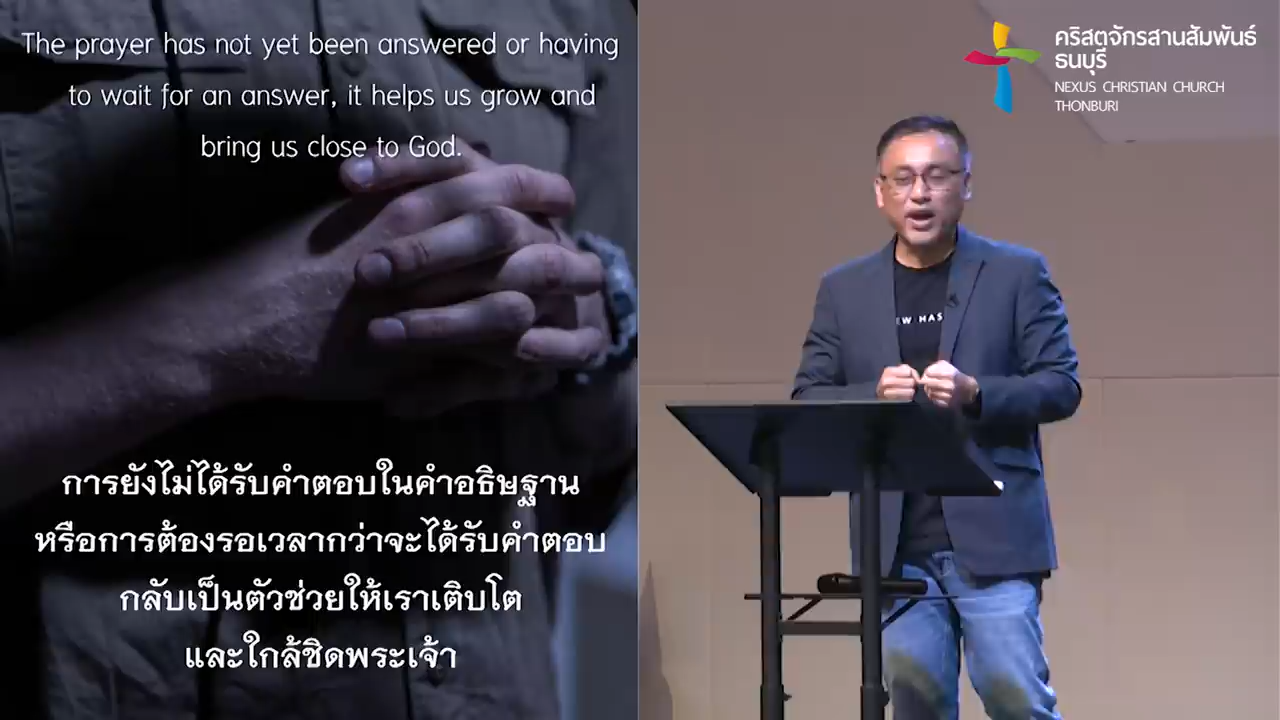 The prayer has not yet been answered or having
to wait for an answer, it helps us grow and
bring us close to God.
การยังไม่ได้รับคำตอบในคำอธิษฐาน
หรือการต้องรอเวลากว่าจะได้รับคำตอบ
กลับเป็นตัวช่วยให้เราเติบโต
และใกล้ชิดพระเจ้า
คริสตจักรสานสัมพันธ์
ธนบุรี
NEXUS CHRISTIAN CHURCH
THONBURI